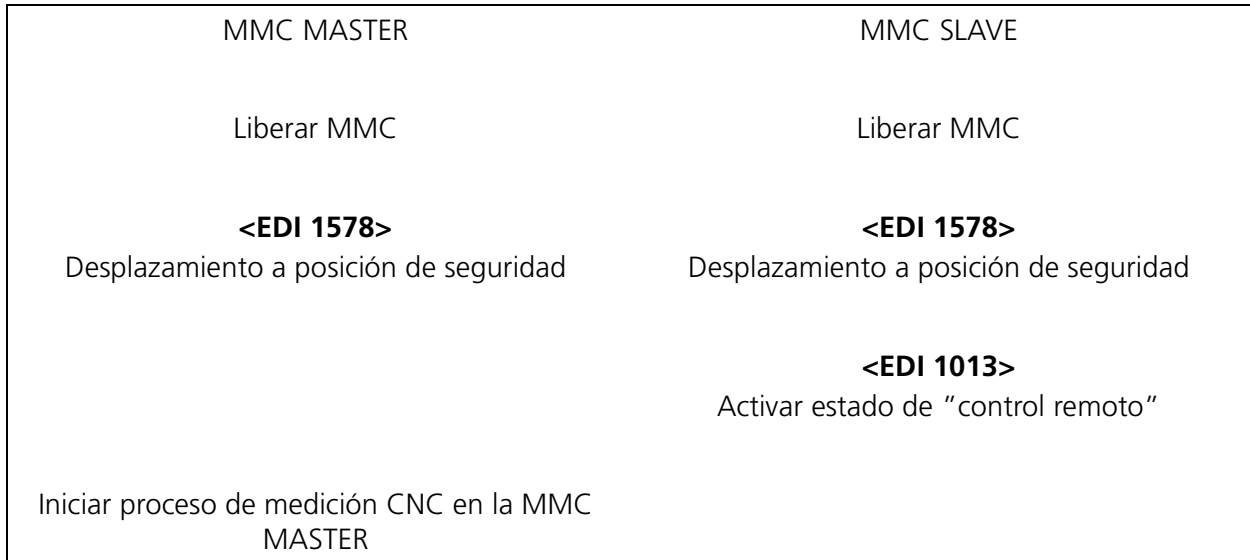 MMC MASTER MMC SLAVE
Liberar MMC Liberar MMC
<EDI 1578> <EDI 1578>
Desplazamiento a posición de seguridad Desplazamiento a posición de seguridad
<EDI 1013>
Activar estado de ”control remoto”
Iniciar proceso de medición CNC en la MMC
MASTER